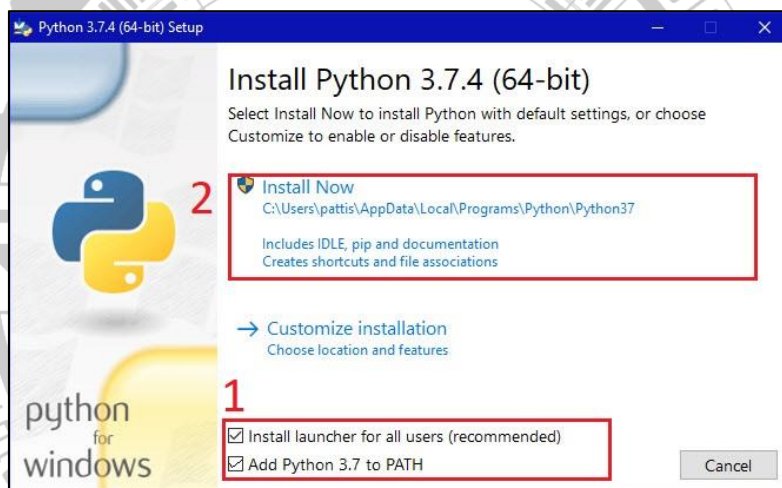 Python 3.7.4 (64-bit) Setup
Install Python 3.7.4 (64-bit)
Select Install Now to install Python with default settings, or choose
Customize to enable or disable features.
2
Install Now
C:\Users\pattis\AppData\Local\Programs\Python\Python37
Includes IDLE, pip and documentation
Creates shortcuts and file associations
Customize installation
Choose location and features
1
Install launcher for all users (recommended)
Add Python 3.7 to PATH
python
for
windows
Cancel